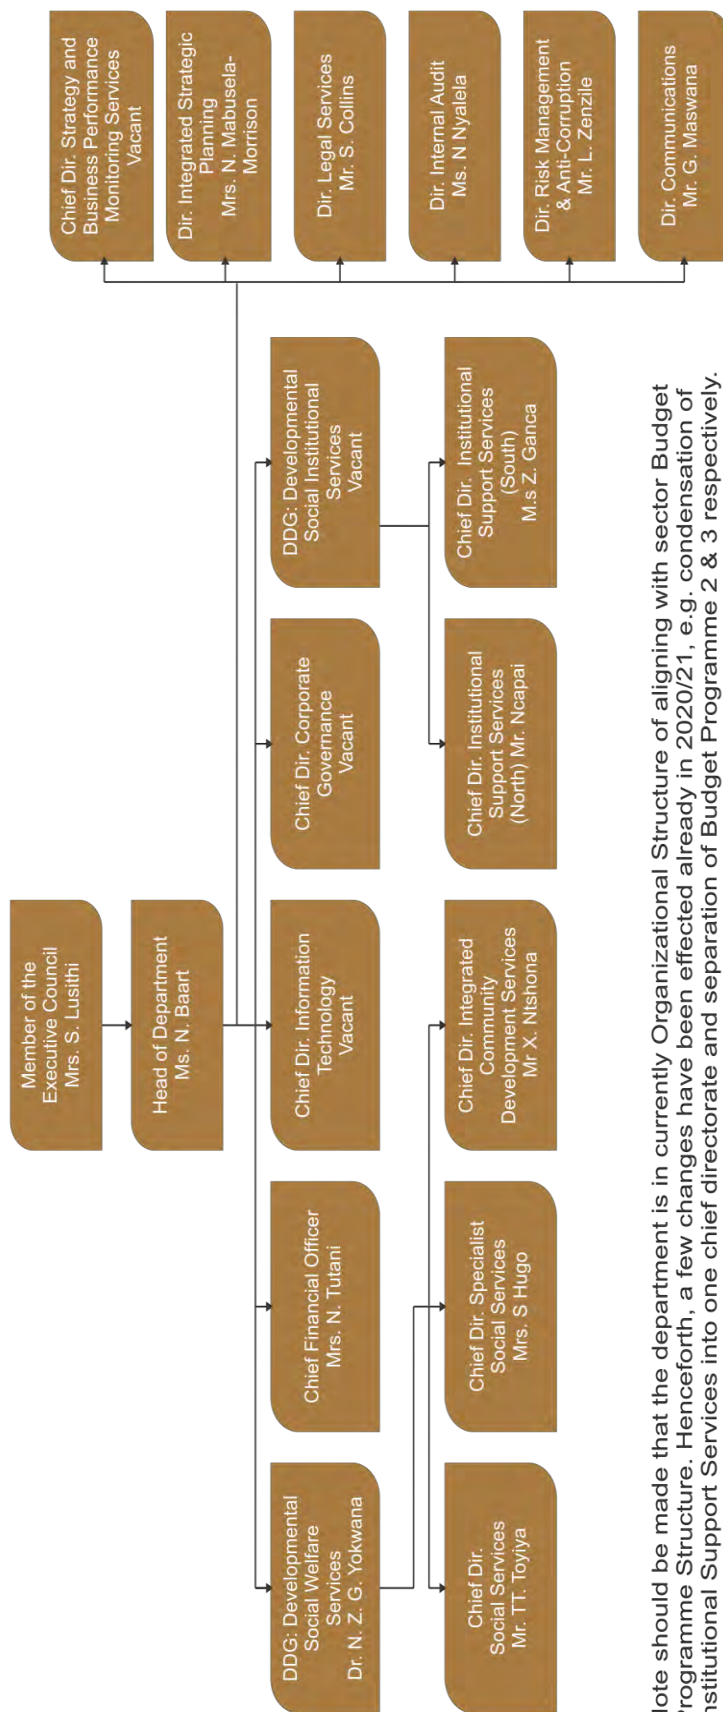 Member of the
Executive Council
Mrs. S. Lusithi
Head of Department
Ms. N. Baart
Chief Dir. Strategy and
Business Performance
Monitoring Services
Vacant
Dir. Integrated Strategic
Planning
Mrs. N. Mabusela-
Morrison
Dir. Legal Services
Mr. S. Collins
Dir. Internal Audit
Ms. N Nyalela
Dir. Risk Management
& Anti-Corruption
Mr. L. Zenzile
Dir. Communications
Mr. G. Maswana
DDG: Developmental
Social Welfare
Services
Dr. N. Z. G. Yokwana
Chief Financial Officer
Mrs. N. Tutani
Chief Dir. Information
Technology
Vacant
Chief Dir. Corporate
Governance
Vacant
DDG: Developmental
Social Institutional
Services
Vacant
Chief Dir.
Social Services
Mr. TT. Toyiya
Chief Dir. Specialist
Social Services
Mrs. S Hugo
Chief Dir. Integrated
Community
Development Services
Mr X. Ntshona
Chief Dir. Institutional
Support Services
(North) Mr. Ncapai
Chief Dir. Institutional
Support Services
(South)
M.s Z. Ganca
ote should be made that the department is in currently Organizational Structure of aligning with sector Budget
Programme Structure. Henceforth, a few changes have been effected already in 2020/21, e.g. condensation of
nstitutional Support Services into one chief directorate and separation of Budget Programme 2 & 3 respectively.